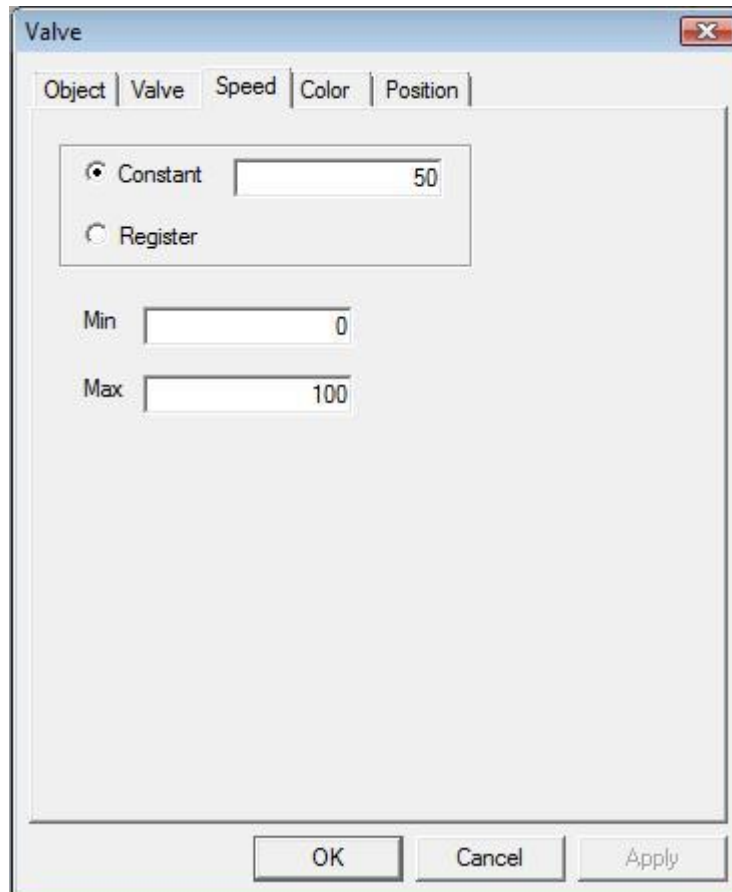 Valve
Object Valve Speed Color Position
Constant 50
Register
Min 0
Max 100
OK Cancel Apply